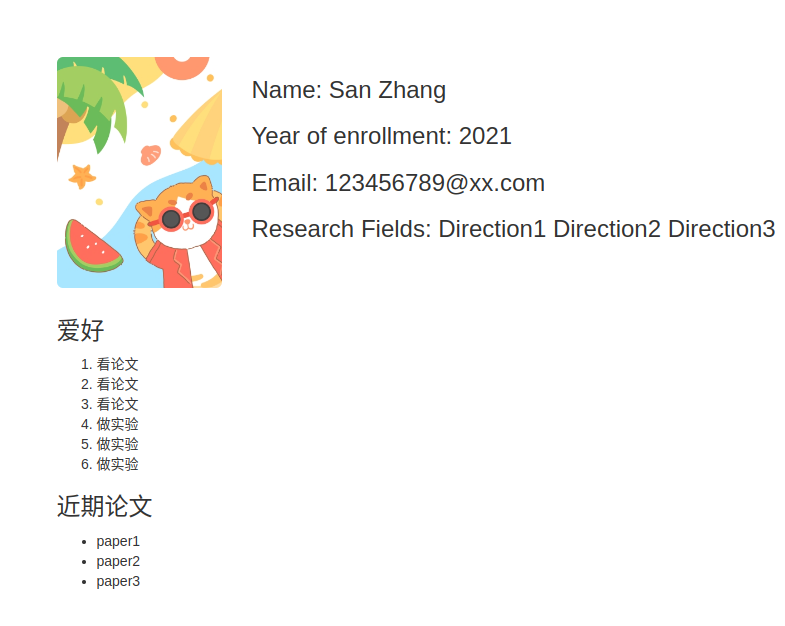 Name: San Zhang
Year of enrollment: 2021
Email: 123456789@xx.com
Research Fields: Direction1 Direction2 Direction3
爱好
1. 看论文
2. 看论文
3. 看论文
4. 做实验
5. 做实验
6. 做实验
近期论文
• paper1
• paper2
• paper3